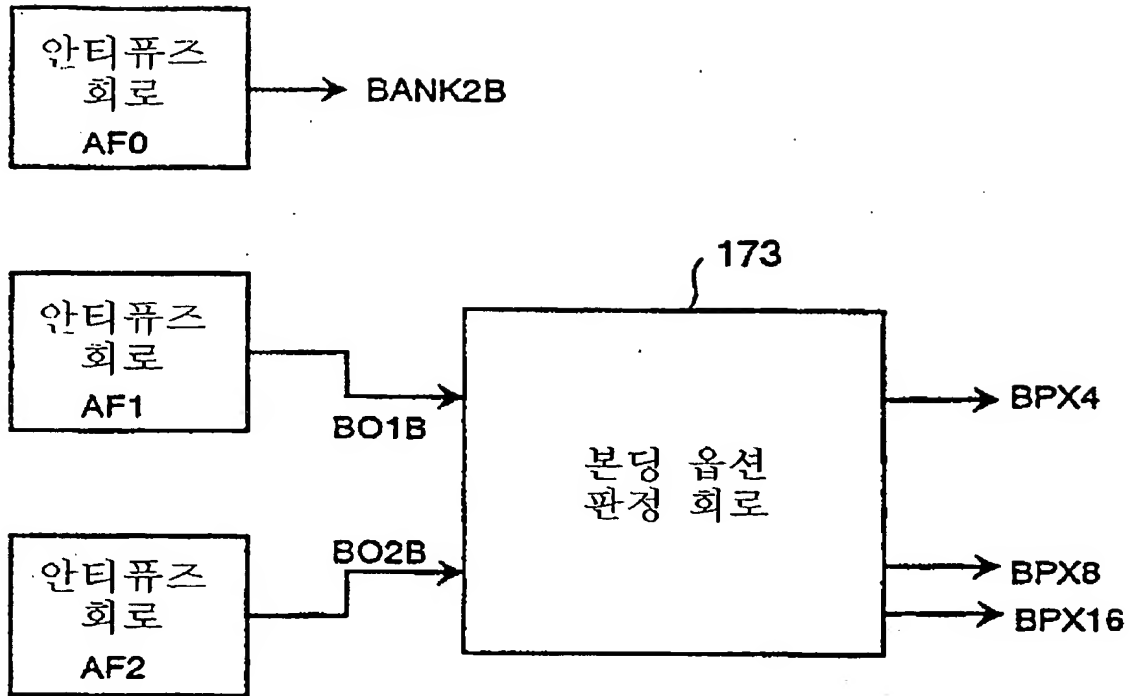 안티퓨즈
회로
AF0
BANK2B
173
안티퓨즈
회로
AF1
BO1B
BPX4
본딩 옵션
판정 회로
안티퓨즈
회로
AF2
BO2B
BPX8
BPX16